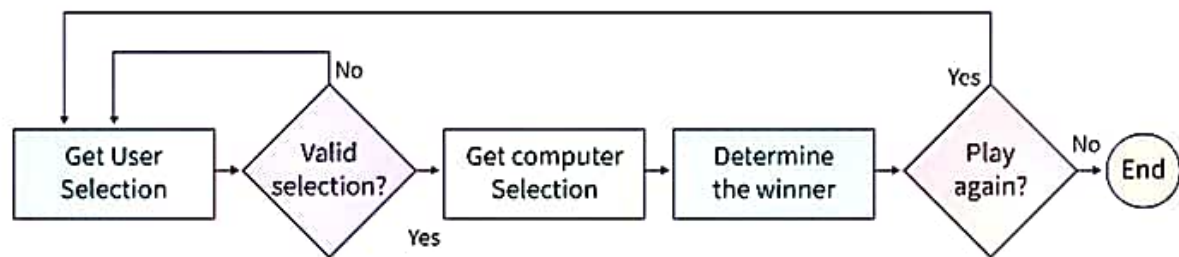 Yes
No
Get User
Selection
Valid
selection?
Yes
Get computer
Selection
Determine
the winner
Play
again?
No
End